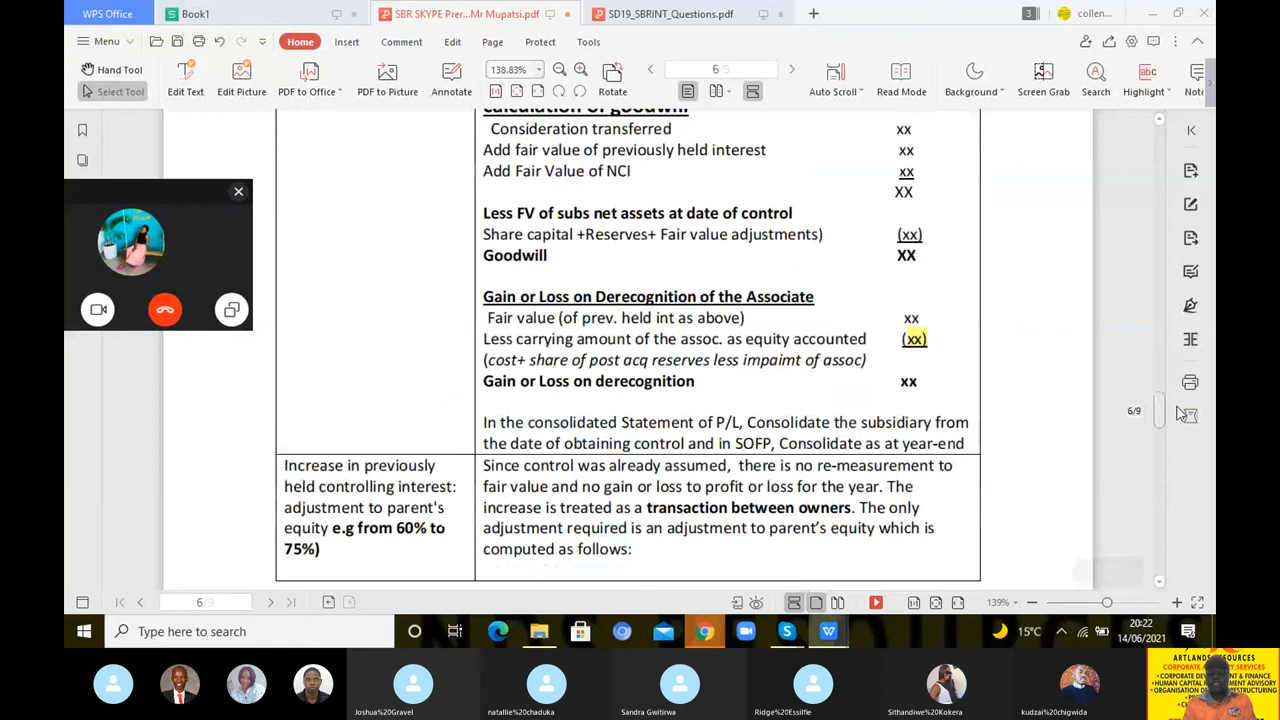 WPS Office
Book1
SBR SKYPE Prer...Mr Mupatsi.pdf
SD19_SBRINT_Questions.pdf
3
collen...
Menu
Home
Insert
Comment
Edit
Page
Protect
Tools
Hand Tool
Select Tool
Edit Text
Edit Picture
PDF to Office
PDF to Picture
Annotate
138.83%
Rotate
6/9
Auto Scroll
Read Mode
Background
Screen Grab
Search
Highlight
Note
Calculation of goodwill
Consideration transferred xx
Add fair value of previously held interest xx
Add Fair Value of NCI xx
XX
Less FV of subs net assets at date of control
Share capital +Reserves+ Fair value adjustments) (xx)
Goodwill XX
Gain or Loss on Derecognition of the Associate
Fair value (of prev. held int as above) xx
Less carrying amount of the assoc. as equity accounted (xx)
(cost+ share of post acq reserves less impaimt of assoc)
Gain or Loss on derecognition xx
In the consolidated Statement of P/L, Consolidate the subsidiary from
the date of obtaining control and in SOFP, Consolidate as at year-end
Increase in previously
held controlling interest:
adjustment to parent's
equity e.g from 60% to
75%)
Since control was already assumed, there is no re-measurement to
fair value and no gain or loss to profit or loss for the year. The
increase is treated as a transaction between owners. The only
adjustment required is an adjustment to parent's equity which is
computed as follows:
6/9
6/9
139%
Type here to search
15°C
20:22
14/06/2021
Joshua%20Gravel
natallie%20chaduka
Sandra Gwitirwa
Ridge%20Essilfie
Sithandiwe%20Kokera
kudzai%20chigwida
ARTLANDS RESOURCES